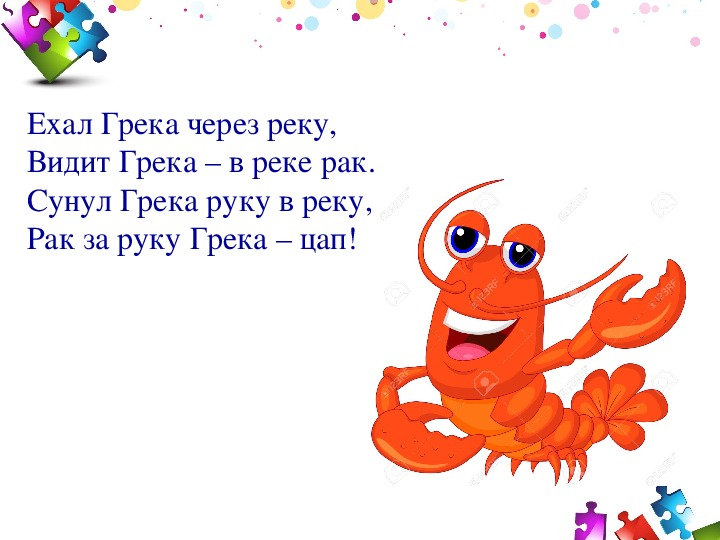 Ехал Грека через реку,
Видит Грека – в реке рак.
Сунул Грека руку в реку,
Рак за руку Грека – цап!